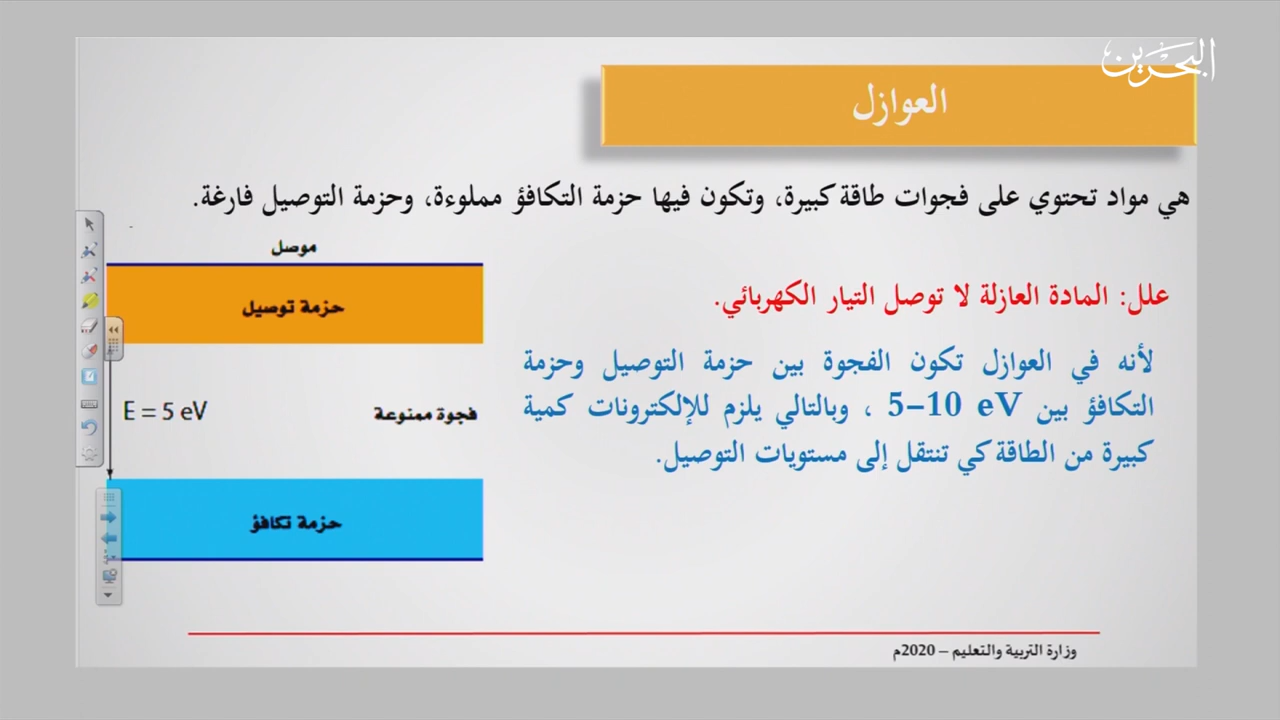 البحرين
العوازل
هي مواد تحتوي على فجوات طاقة كبيرة، وتكون فيها حزمة التكافؤ مملوءة، وحزمة التوصيل فارغة.
علل: المادة العازلة لا توصل التيار الكهربائي.
لأنه في العوازل تكون الفجوة بين حزمة التوصيل وحزمة
التكافؤ بين 5–10 eV ، وبالتالي يلزم للإلكترونات كمية
كبيرة من الطاقة كي تنتقل إلى مستويات التوصيل.
موصل
حزمة توصيل
فجوة ممنوعة
E = 5 eV
حزمة تكافؤ
وزارة التربية والتعليم – 2020م